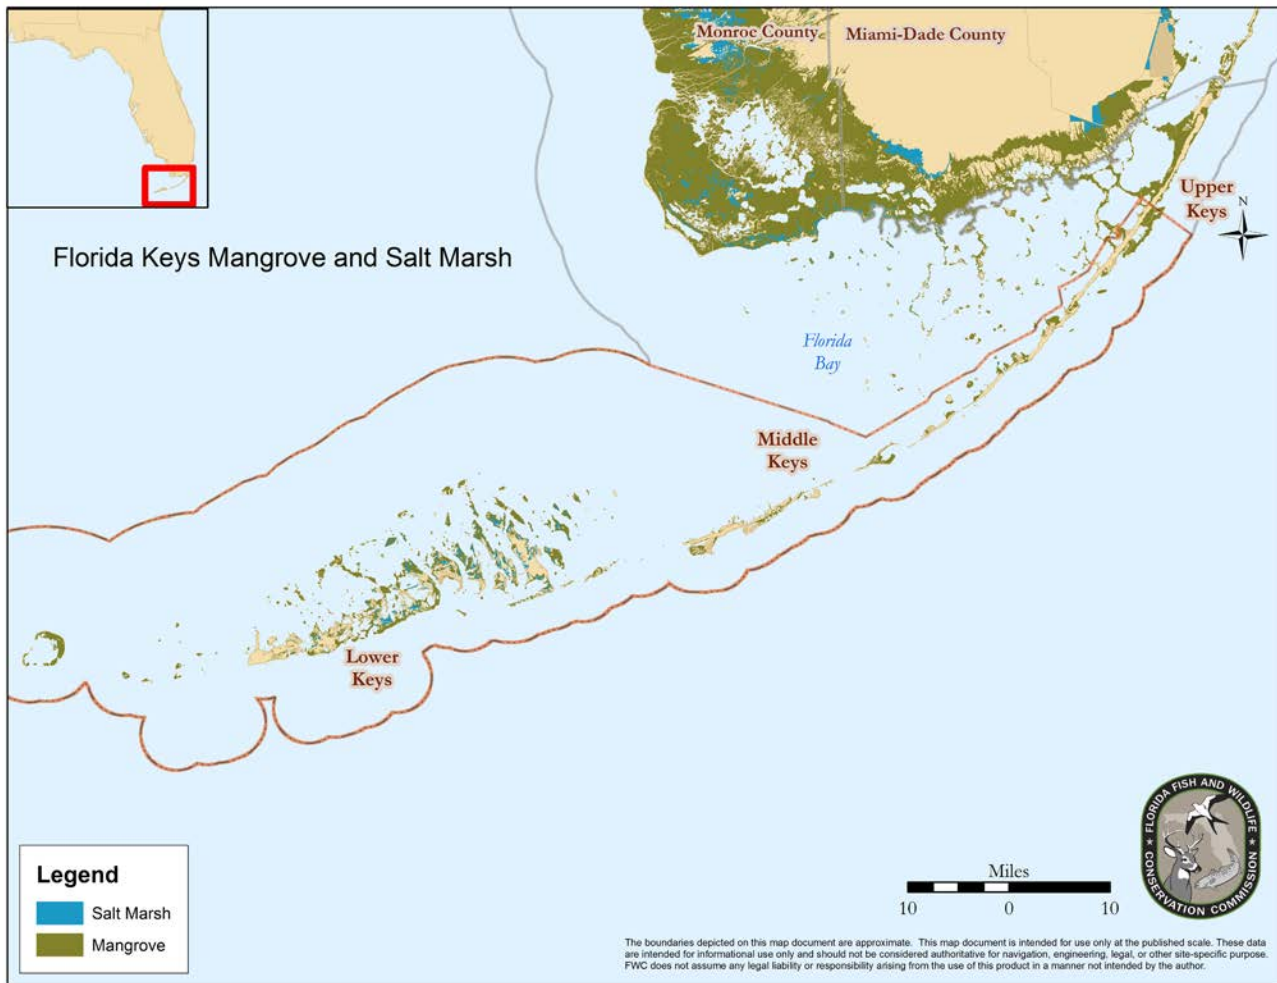 Monroe County
Miami-Dade County
Upper
Keys
N
Florida Keys Mangrove and Salt Marsh
Florida
Bay
Middle
Keys
Lower
Keys
Legend
Salt Marsh
Mangrove
Miles
10 0 10
FLORIDA FISH AND WILDLIFE
CONSERVATION COMMISSION
The boundaries depicted on this map document are approximate. This map document is intended for use only at the published scale. These data
are intended for informational use only and should not be considered authoritative for navigation, engineering, legal, or other site-specific purpose.
FWC does not assume any legal liability or responsibility arising from the use of this product in a manner not intended by the author.